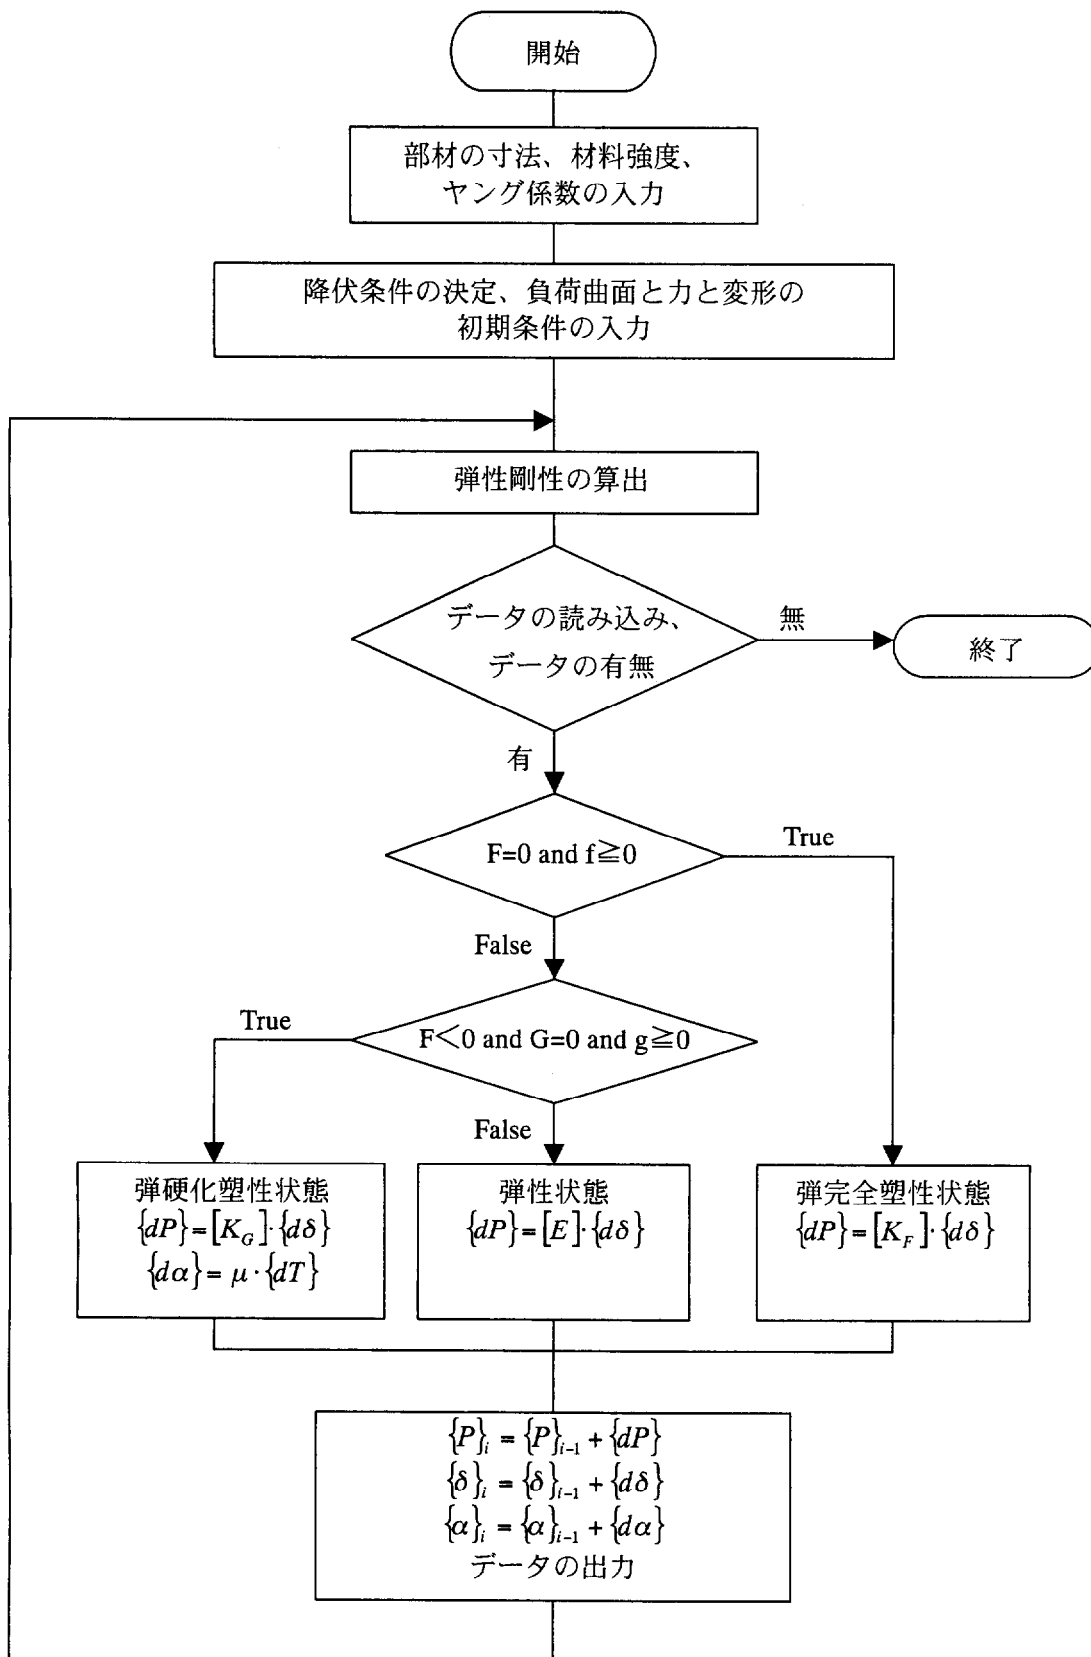 開始
部材の寸法、材料強度、
ヤング係数の入力
降伏条件の決定、負荷曲面と力と変形の
初期条件の入力
弾性剛性の算出
データの読み込み、
データの有無
無
終了
有
F=0 and f≧0
True
False
F<0 and G=0 and g≧0
True
False
弾硬化塑性状態
{dP}=[K_G]·{dδ}
{dα}= μ·{dT}
弾性状態
{dP}=[E]·{dδ}
弾完全塑性状態
{dP}=[K_F]·{dδ}
{P}_i = {P}_{i-1} + {dP}
{δ}_i = {δ}_{i-1} + {dδ}
{α}_i = {α}_{i-1} + {dα}
データの出力